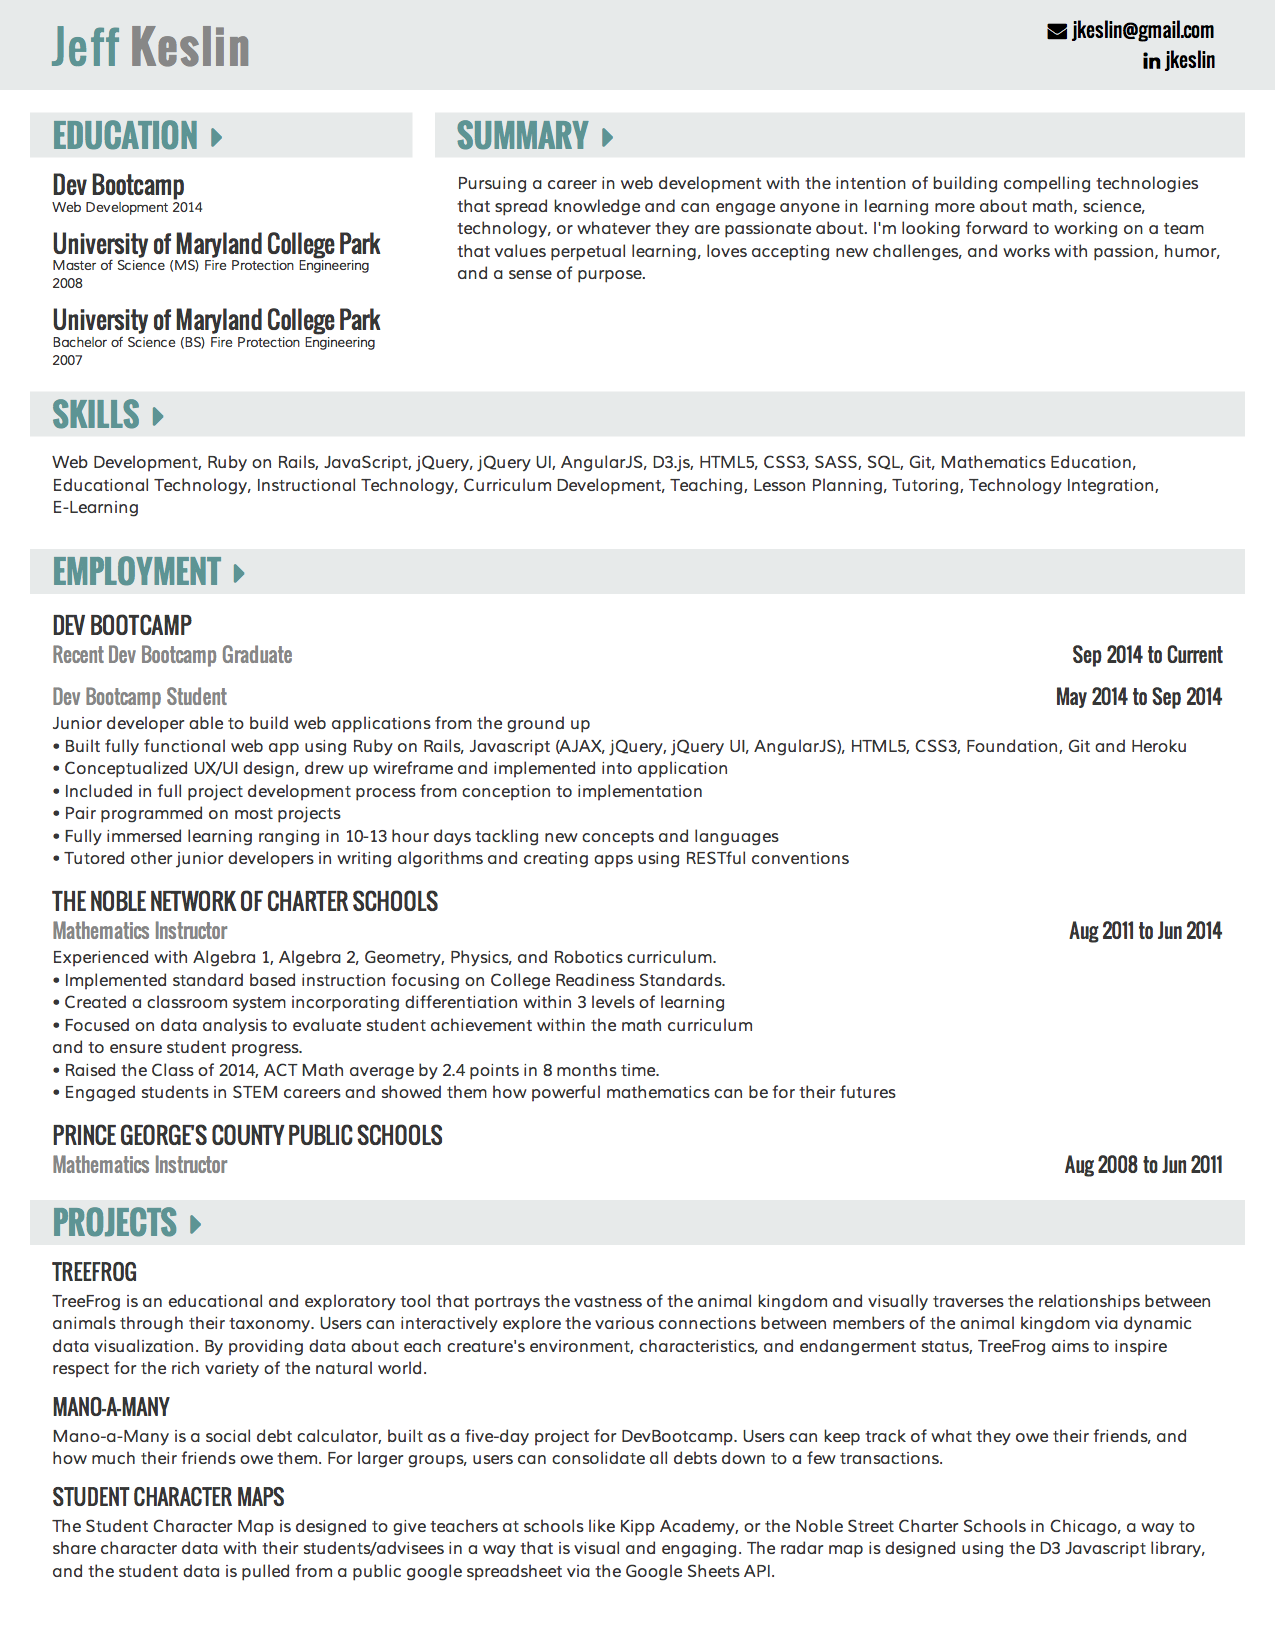 Jeff Keslin
jkeslin@gmail.com
in jkeslin
EDUCATION
Dev Bootcamp
Web Development 2014
University of Maryland College Park
Master of Science (MS) Fire Protection Engineering
2008
University of Maryland College Park
Bachelor of Science (BS) Fire Protection Engineering
2007
SUMMARY
Pursuing a career in web development with the intention of building compelling technologies
that spread knowledge and can engage anyone in learning more about math, science,
technology, or whatever they are passionate about. I'm looking forward to working on a team
that values perpetual learning, loves accepting new challenges, and works with passion, humor,
and a sense of purpose.
SKILLS
Web Development, Ruby on Rails, JavaScript, jQuery, jQuery UI, AngularJS, D3.js, HTML5, CSS3, SASS, SQL, Git, Mathematics Education,
Educational Technology, Instructional Technology, Curriculum Development, Teaching, Lesson Planning, Tutoring, Technology Integration,
E-Learning
EMPLOYMENT
DEV BOOTCAMP
Recent Dev Bootcamp Graduate Sep 2014 to Current
Dev Bootcamp Student May 2014 to Sep 2014
Junior developer able to build web applications from the ground up
• Built fully functional web app using Ruby on Rails, Javascript (AJAX, jQuery, jQuery UI, AngularJS), HTML5, CSS3, Foundation, Git and Heroku
• Conceptualized UX/UI design, drew up wireframe and implemented into application
• Included in full project development process from conception to implementation
• Pair programmed on most projects
• Fully immersed learning ranging in 10-13 hour days tackling new concepts and languages
• Tutored other junior developers in writing algorithms and creating apps using RESTful conventions
THE NOBLE NETWORK OF CHARTER SCHOOLS
Mathematics Instructor Aug 2011 to Jun 2014
Experienced with Algebra 1, Algebra 2, Geometry, Physics, and Robotics curriculum.
• Implemented standard based instruction focusing on College Readiness Standards.
• Created a classroom system incorporating differentiation within 3 levels of learning
• Focused on data analysis to evaluate student achievement within the math curriculum
and to ensure student progress.
• Raised the Class of 2014, ACT Math average by 2.4 points in 8 months time.
• Engaged students in STEM careers and showed them how powerful mathematics can be for their futures
PRINCE GEORGE'S COUNTY PUBLIC SCHOOLS
Mathematics Instructor Aug 2008 to Jun 2011
PROJECTS
TREEFROG
TreeFrog is an educational and exploratory tool that portrays the vastness of the animal kingdom and visually traverses the relationships between
animals through their taxonomy. Users can interactively explore the various connections between members of the animal kingdom via dynamic
data visualization. By providing data about each creature's environment, characteristics, and endangerment status, TreeFrog aims to inspire
respect for the rich variety of the natural world.
MANO-A-MANY
Mano-a-Many is a social debt calculator, built as a five-day project for DevBootcamp. Users can keep track of what they owe their friends, and
how much their friends owe them. For larger groups, users can consolidate all debts down to a few transactions.
STUDENT CHARACTER MAPS
The Student Character Map is designed to give teachers at schools like Kipp Academy, or the Noble Street Charter Schools in Chicago, a way to
share character data with their students/advisees in a way that is visual and engaging. The radar map is designed using the D3 Javascript library,
and the student data is pulled from a public google spreadsheet via the Google Sheets API.